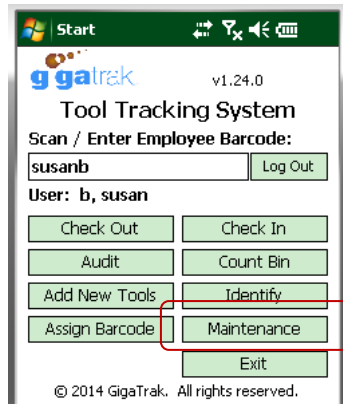 Start
gigatrak v1.24.0
Tool Tracking System
Scan / Enter Employee Barcode:
susanb Log Out
User: b, susan
Check Out Check In
Audit Count Bin
Add New Tools Identify
Assign Barcode Maintenance
Exit
© 2014 GigaTrak. All rights reserved.